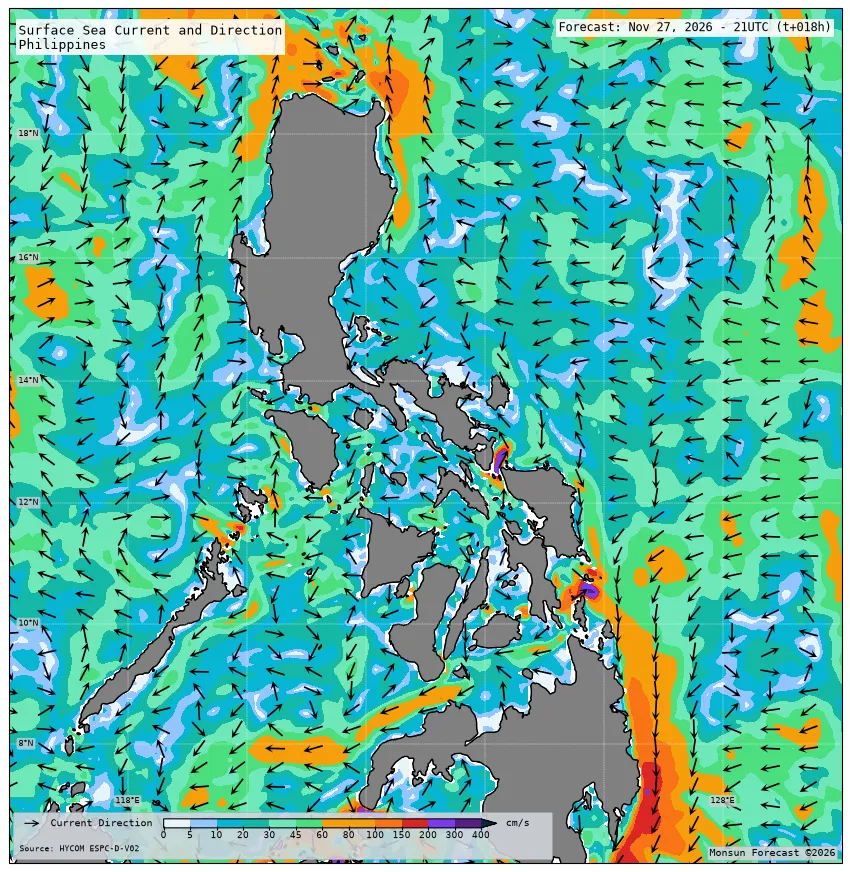 Surface Sea Current and Direction
Philippines
Forecast: Nov 27, 2026 - 21UTC (t+018h)
18°N
16°N
14°N
12°N
10°N
8°N
118°E
128°E
Current Direction
0 5 10 20 30 45 60 80 100 150 200 300 400 cm/s
Source: HYCOM ESPC-D-V02
Monsun Forecast ©2026